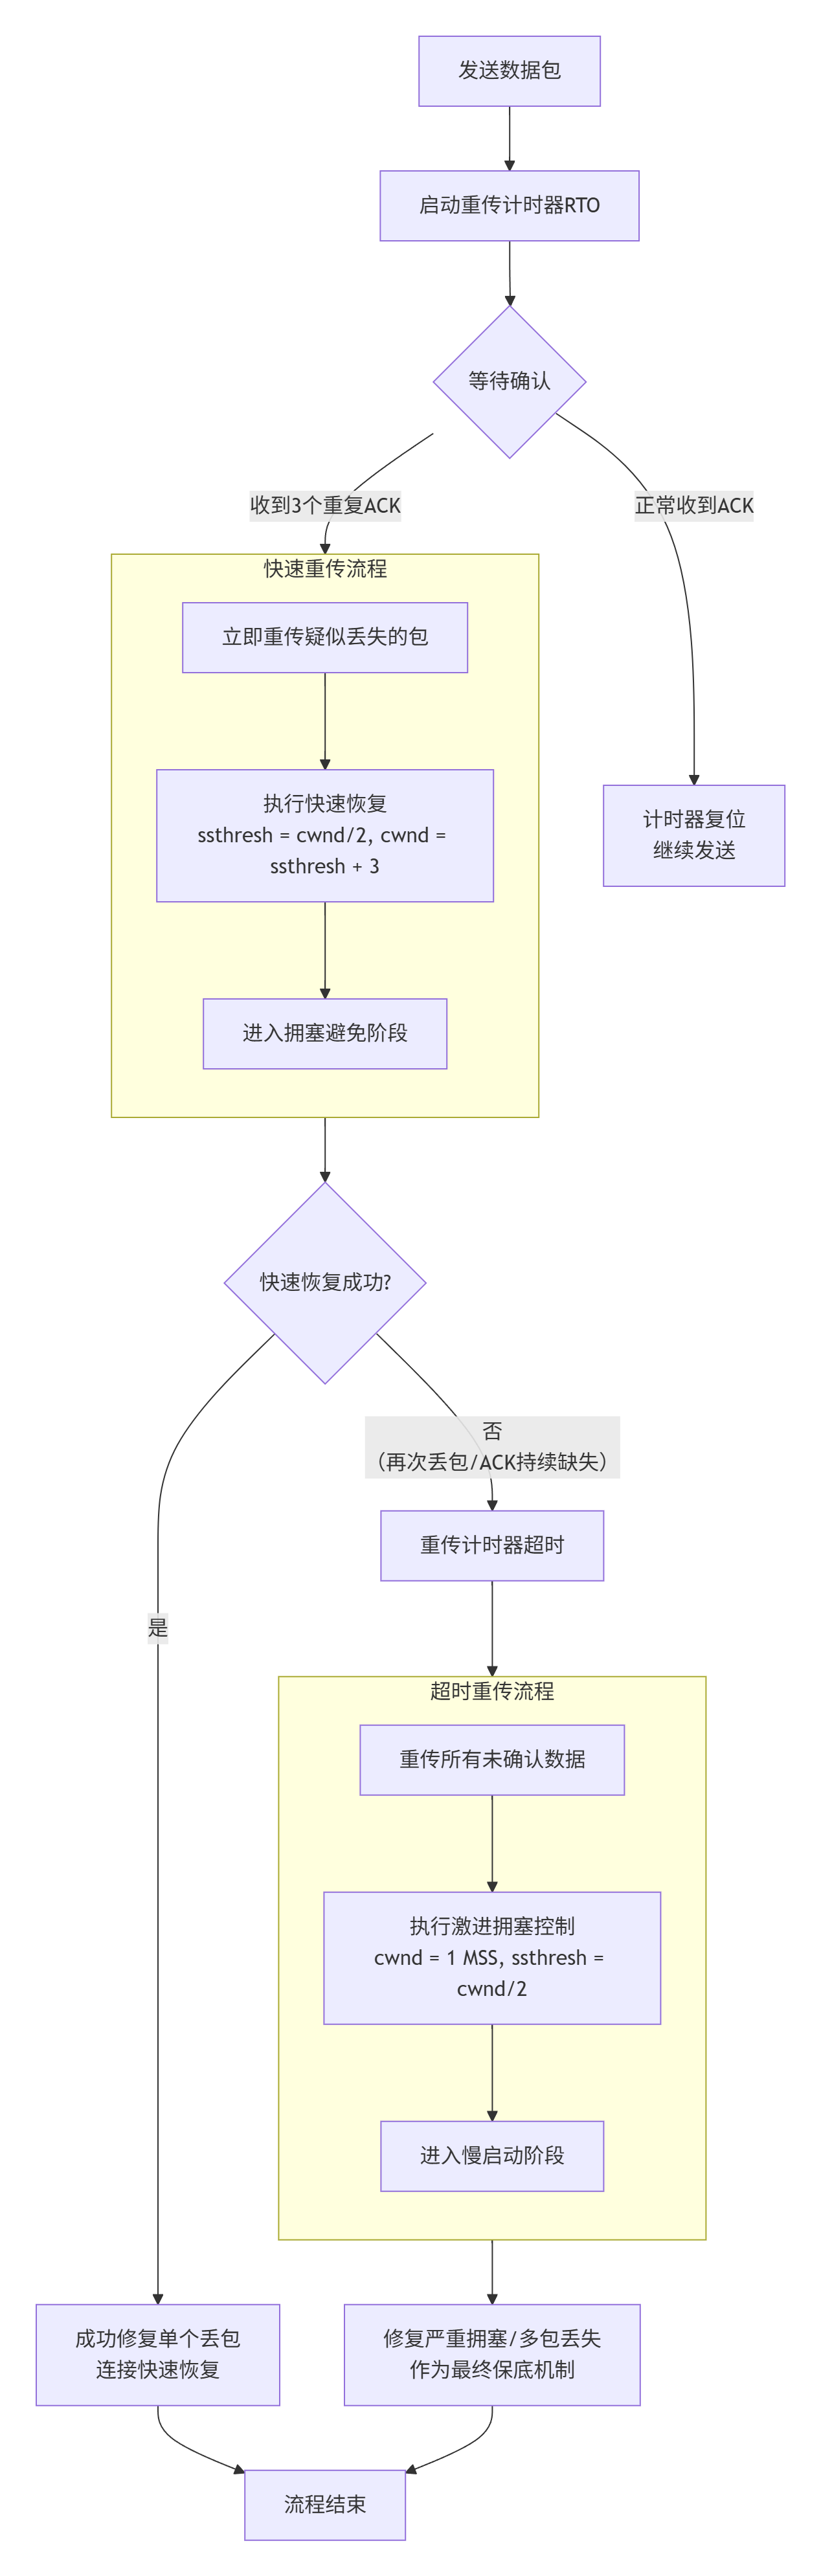 发送数据包
启动重传计时器RTO
等待确认
收到3个重复ACK
正常收到ACK
快速重传流程
立即重传疑似丢失的包
执行快速恢复
ssthresh = cwnd/2, cwnd =
ssthresh + 3
计时器复位
继续发送
进入拥塞避免阶段
快速恢复成功?
否
（再次丢包/ACK持续缺失）
重传计时器超时
是
超时重传流程
重传所有未确认数据
执行激进拥塞控制
cwnd = 1 MSS, ssthresh =
cwnd/2
进入慢启动阶段
成功修复单个丢包
连接快速恢复
修复严重拥塞/多包丢失
作为最终保底机制
流程结束